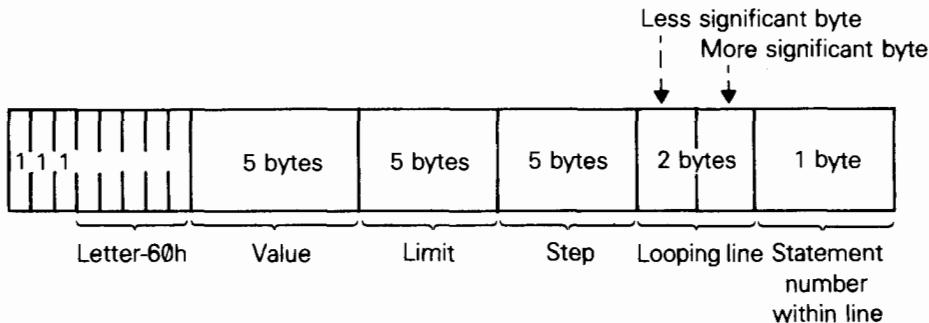 Less significant byte
More significant byte
1 1 1 5 bytes 5 bytes 5 bytes 2 bytes 1 byte
Letter-60h Value Limit Step Looping line Statement
number
within line